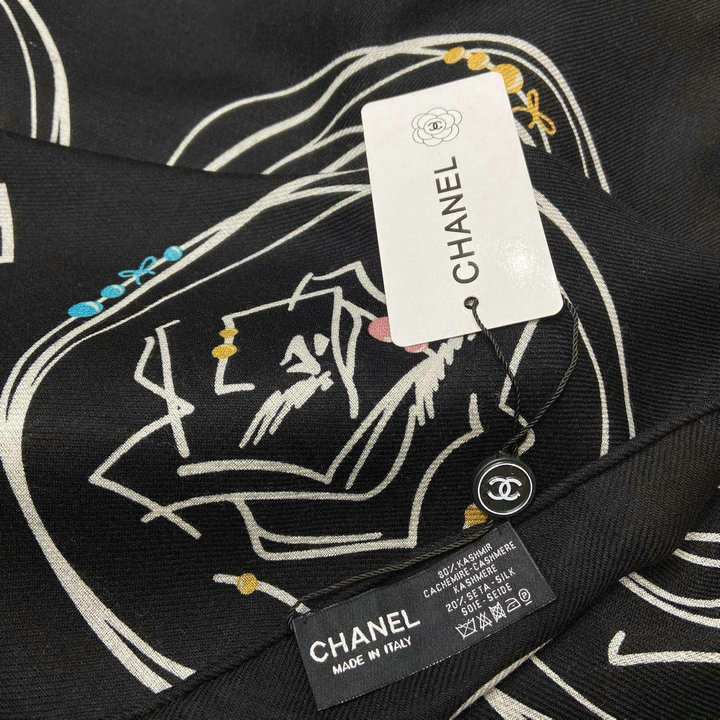 CHANEL
CHANEL
MADE IN ITALY
80% KASHMIR
CACHEMIRE-CASHMERE
KASHMERE
20% SETA-SILK
SOIE-SEIDE